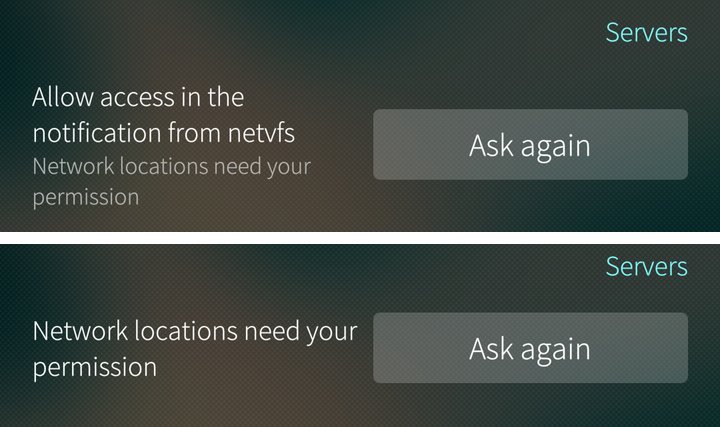 Servers
Allow access in the
notification from netvfs
Network locations need your
permission
Ask again
Servers
Network locations need your
permission
Ask again